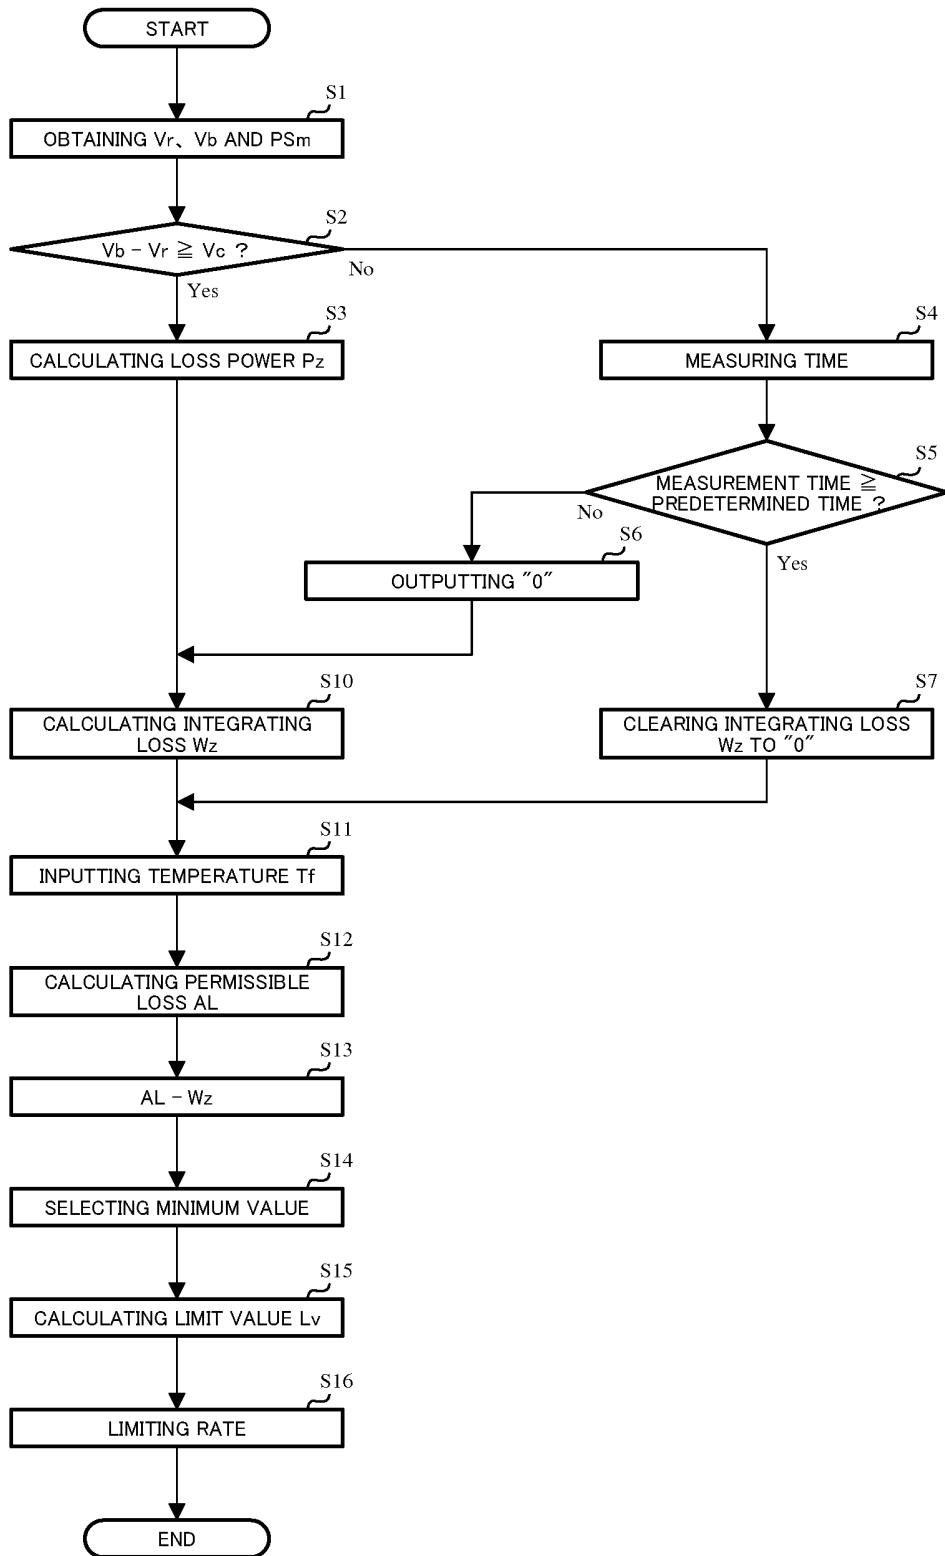 START
S1
OBTAINING Vr、Vb AND PSm
S2
Vb - Vr ≧ Vc ?
No
Yes
S3
CALCULATING LOSS POWER Pz
S4
MEASURING TIME
S5
MEASUREMENT TIME ≧
PREDETERMINED TIME ?
No
Yes
S6
OUTPUTTING "0"
S10
CALCULATING INTEGRATING
LOSS Wz
S7
CLEARING INTEGRATING LOSS
Wz TO "0"
S11
INPUTTING TEMPERATURE Tf
S12
CALCULATING PERMISSIBLE
LOSS AL
S13
AL - Wz
S14
SELECTING MINIMUM VALUE
S15
CALCULATING LIMIT VALUE Lv
S16
LIMITING RATE
END